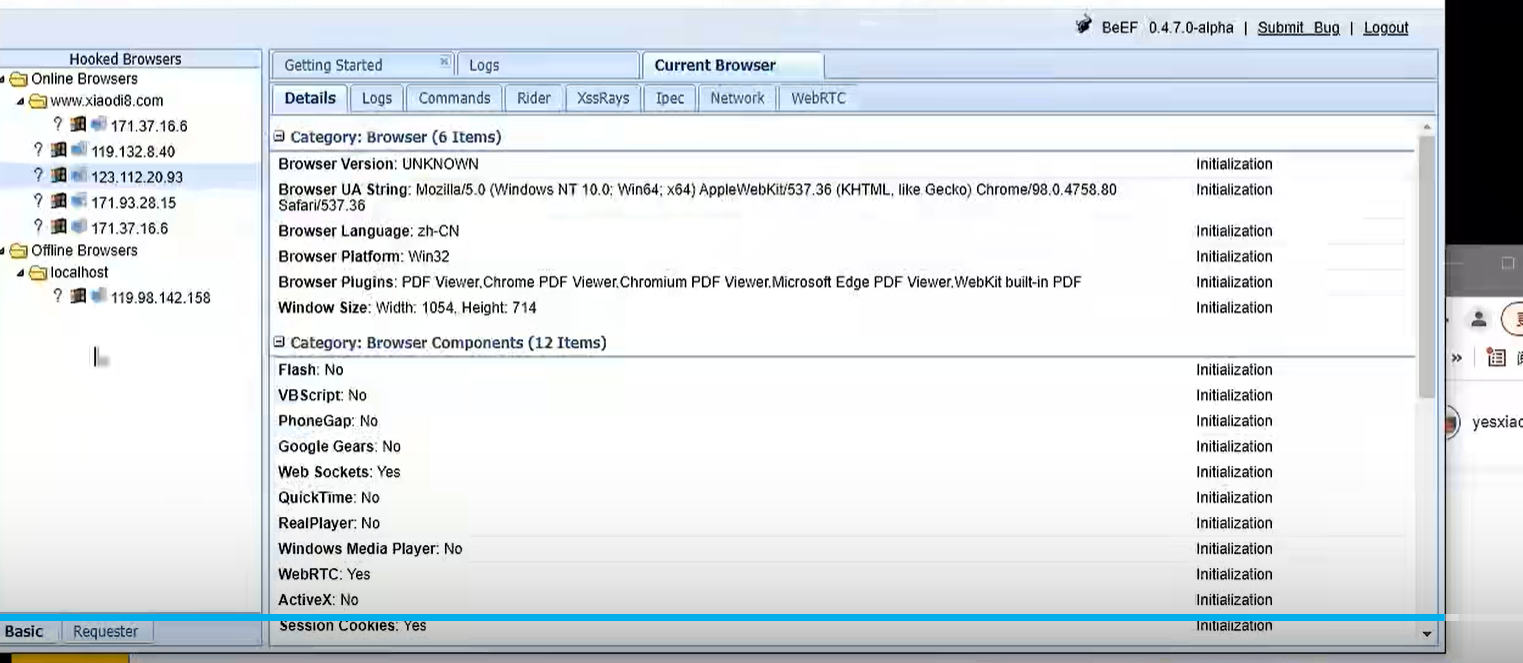 BeEF 0.4.7.0-alpha | Submit Bug | Logout
Hooked Browsers
Online Browsers
www.xiaodi8.com
? 171.37.16.6
? 119.132.8.40
? 123.112.20.93
? 171.93.28.15
? 171.37.16.6
Offline Browsers
localhost
? 119.98.142.158
Basic Requester
Getting Started Logs Current Browser
Details Logs Commands Rider XssRays Ipec Network WebRTC
Category: Browser (6 Items)
Browser Version: UNKNOWN Initialization
Browser UA String: Mozilla/5.0 (Windows NT 10.0; Win64; x64) AppleWebKit/537.36 (KHTML, like Gecko) Chrome/98.0.4758.80 Initialization
Safari/537.36
Browser Language: zh-CN Initialization
Browser Platform: Win32 Initialization
Browser Plugins: PDF Viewer,Chrome PDF Viewer,Chromium PDF Viewer,Microsoft Edge PDF Viewer,WebKit built-in PDF Initialization
Window Size: Width: 1054, Height: 714 Initialization
Category: Browser Components (12 Items)
Flash: No Initialization
VBScript: No Initialization
PhoneGap: No Initialization
Google Gears: No Initialization
Web Sockets: Yes Initialization
QuickTime: No Initialization
RealPlayer: No Initialization
Windows Media Player: No Initialization
WebRTC: Yes Initialization
ActiveX: No Initialization
Session Cookies: Yes Initialization
»
yesxiao